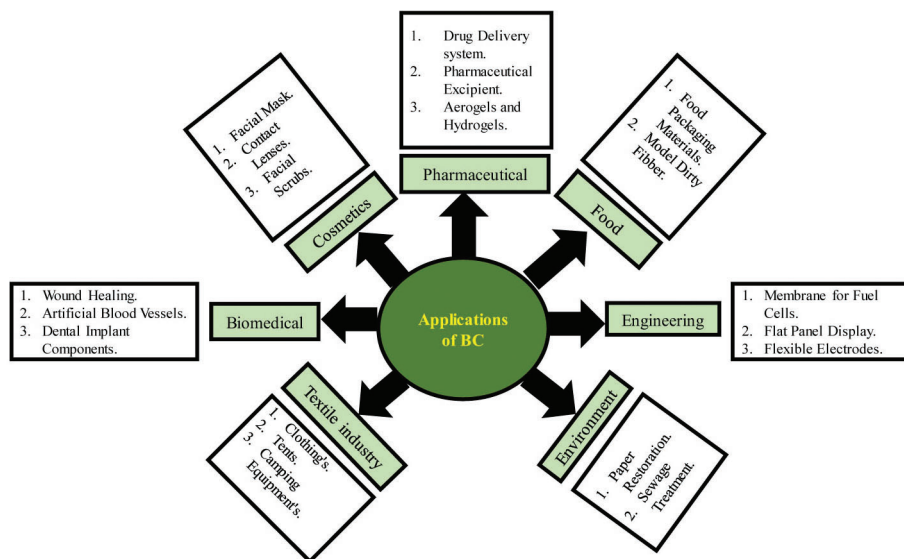 1. Drug Delivery
system.
2. Pharmaceutical
Excipient.
3. Aerogels and
Hydrogels.
Pharmaceutical
1. Facial Mask.
2. Contact
Lenses.
3. Facial
Scrubs.
Cosmetics
1. Food
Packaging
Materials.
2. Model Dirty
Fibber.
Food
1. Wound Healing.
2. Artificial Blood Vessels.
3. Dental Implant
Components.
Biomedical
Applications
of BC
Engineering
1. Membrane for Fuel
Cells.
2. Flat Panel Display.
3. Flexible Electrodes.
Textile industry
1. Clothing's.
2. Tents.
3. Camping
Equipment's.
Environment
1. Paper
Restoration.
2. Sewage
Treatment.